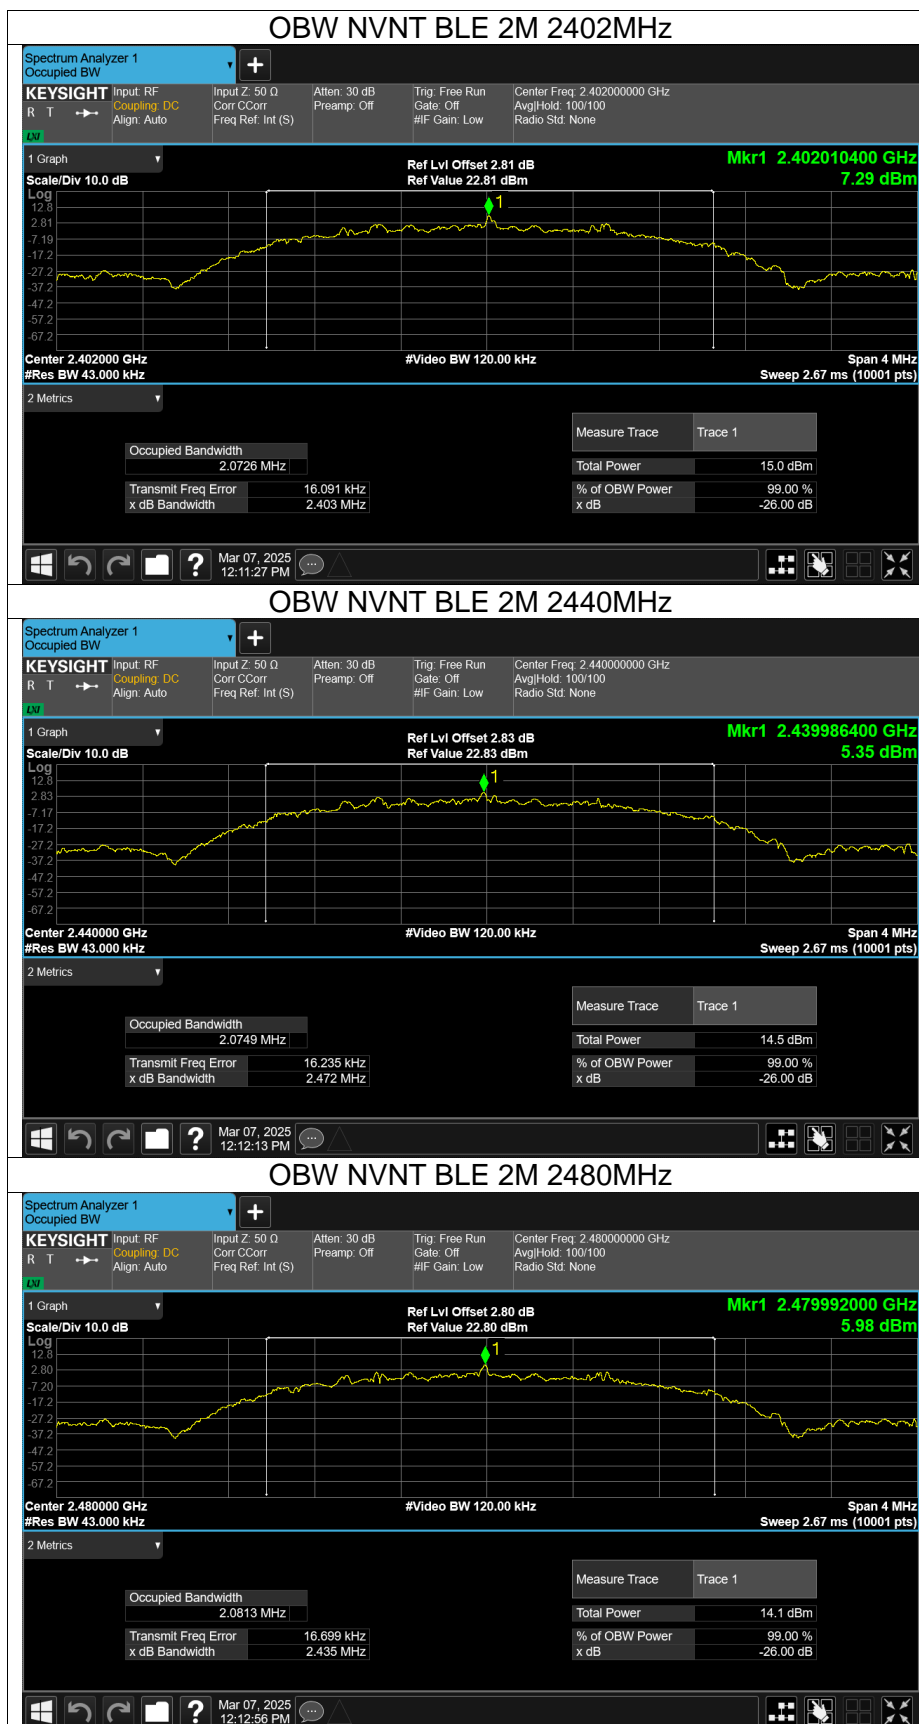 OBW NVNT BLE 2M 2402MHz
Spectrum Analyzer 1
Occupied BW
KEYSIGHT
R T
LXI
Input: RF
Coupling: DC
Align: Auto
Input Z: 50 Ω
Corr CCorr
Freq Ref: Int (S)
Atten: 30 dB
Preamp: Off
Trig: Free Run
Gate: Off
#IF Gain: Low
Center Freq: 2.402000000 GHz
Avg|Hold: 100/100
Radio Std: None
1 Graph
Scale/Div 10.0 dB
Ref Lvl Offset 2.81 dB
Ref Value 22.81 dBm
Mkr1 2.402010400 GHz
7.29 dBm
Log
12.8
2.81
-7.19
-17.2
-27.2
-37.2
-47.2
-57.2
-67.2
1
Center 2.402000 GHz
#Res BW 43.000 kHz
#Video BW 120.00 kHz
Span 4 MHz
Sweep 2.67 ms (10001 pts)
2 Metrics
Measure Trace Trace 1
Occupied Bandwidth
2.0726 MHz
Total Power 15.0 dBm
Transmit Freq Error 16.091 kHz
% of OBW Power 99.00 %
x dB Bandwidth 2.403 MHz
x dB -26.00 dB
?
Mar 07, 2025
12:11:27 PM
OBW NVNT BLE 2M 2440MHz
Spectrum Analyzer 1
Occupied BW
KEYSIGHT
R T
LXI
Input: RF
Coupling: DC
Align: Auto
Input Z: 50 Ω
Corr CCorr
Freq Ref: Int (S)
Atten: 30 dB
Preamp: Off
Trig: Free Run
Gate: Off
#IF Gain: Low
Center Freq: 2.440000000 GHz
Avg|Hold: 100/100
Radio Std: None
1 Graph
Scale/Div 10.0 dB
Ref Lvl Offset 2.83 dB
Ref Value 22.83 dBm
Mkr1 2.439986400 GHz
5.35 dBm
Log
12.8
2.83
-7.17
-17.2
-27.2
-37.2
-47.2
-57.2
-67.2
1
Center 2.440000 GHz
#Res BW 43.000 kHz
#Video BW 120.00 kHz
Span 4 MHz
Sweep 2.67 ms (10001 pts)
2 Metrics
Measure Trace Trace 1
Occupied Bandwidth
2.0749 MHz
Total Power 14.5 dBm
Transmit Freq Error 16.235 kHz
% of OBW Power 99.00 %
x dB Bandwidth 2.472 MHz
x dB -26.00 dB
?
Mar 07, 2025
12:12:13 PM
OBW NVNT BLE 2M 2480MHz
Spectrum Analyzer 1
Occupied BW
KEYSIGHT
R T
LXI
Input: RF
Coupling: DC
Align: Auto
Input Z: 50 Ω
Corr CCorr
Freq Ref: Int (S)
Atten: 30 dB
Preamp: Off
Trig: Free Run
Gate: Off
#IF Gain: Low
Center Freq: 2.480000000 GHz
Avg|Hold: 100/100
Radio Std: None
1 Graph
Scale/Div 10.0 dB
Ref Lvl Offset 2.80 dB
Ref Value 22.80 dBm
Mkr1 2.479992000 GHz
5.98 dBm
Log
12.8
2.80
-7.20
-17.2
-27.2
-37.2
-47.2
-57.2
-67.2
1
Center 2.480000 GHz
#Res BW 43.000 kHz
#Video BW 120.00 kHz
Span 4 MHz
Sweep 2.67 ms (10001 pts)
2 Metrics
Measure Trace Trace 1
Occupied Bandwidth
2.0813 MHz
Total Power 14.1 dBm
Transmit Freq Error 16.699 kHz
% of OBW Power 99.00 %
x dB Bandwidth 2.435 MHz
x dB -26.00 dB
?
Mar 07, 2025
12:12:56 PM